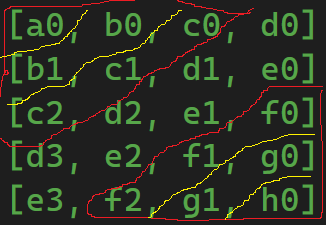 [a0, b0, c0, d0]
[b1, c1, d1, e0]
[c2, d2, e1, f0]
[d3, e2, f1, g0]
[e3, f2, g1, h0]